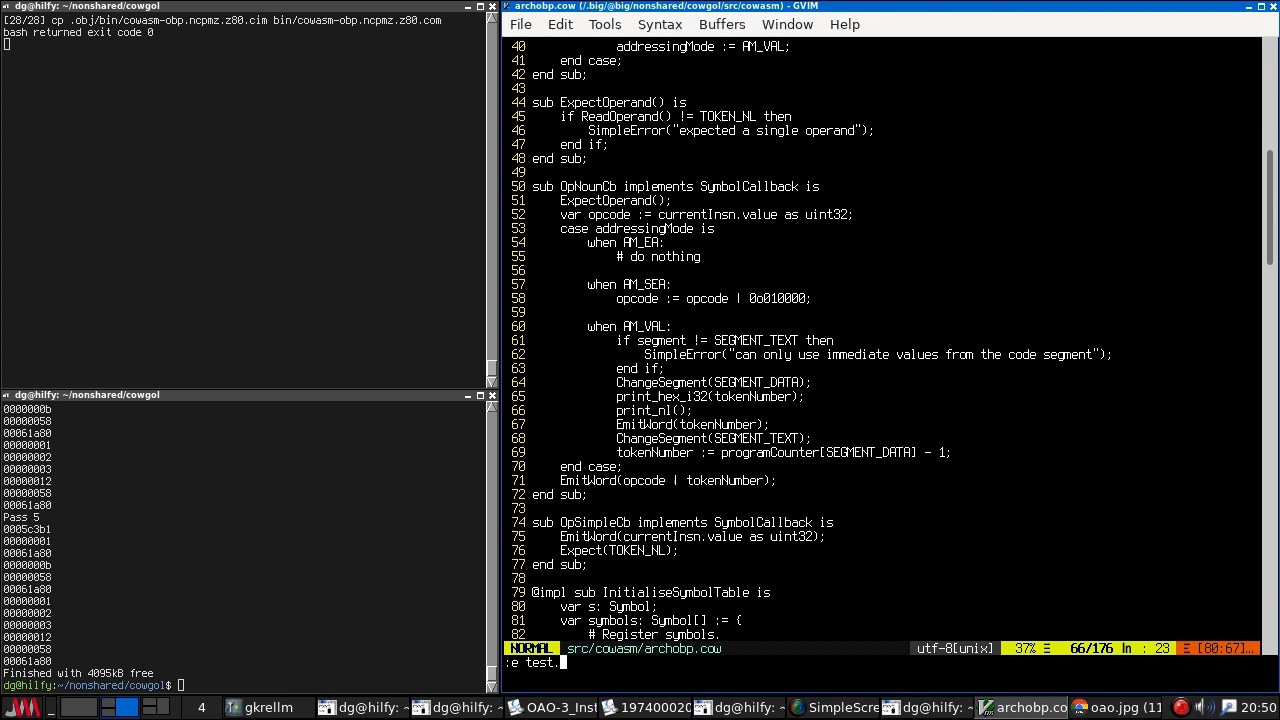 dg@hilfy: ~/nonshared/cowgol
[28/28] cp .obj/bin/cowasm-obp.ncpmz.z80.cim bin/cowasm-obp.ncpmz.z80.com
bash returned exit code 0
dg@hilfy: ~/nonshared/cowgol
0000000b
00000058
00061a80
00000001
00000002
00000003
00000012
00000058
00061a80
Pass 5
0005c3b1
00000001
00061a80
0000000b
00000058
00061a80
00000001
00000002
00000003
00000012
00000058
00061a80
Finished with 4095kB free
dg@hilfy:~/nonshared/cowgol$
archobp.cow (/.big/@big/nonshared/cowgol/src/cowasm) - GVIM
File Edit Tools Syntax Buffers Window Help
40             addressingMode := AM_VAL;
41     end case;
42 end sub;
43
44 sub ExpectOperand() is
45     if ReadOperand() != TOKEN_NL then
46         SimpleError("expected a single operand");
47     end if;
48 end sub;
49
50 sub OpNounCb implements SymbolCallback is
51     ExpectOperand();
52     var opcode := currentInsn.value as uint32;
53     case addressingMode is
54         when AM_EA:
55             # do nothing
56
57         when AM_SEA:
58             opcode := opcode | 0o010000;
59
60         when AM_VAL:
61             if segment != SEGMENT_TEXT then
62                 SimpleError("can only use immediate values from the code segment");
63             end if;
64             ChangeSegment(SEGMENT_DATA);
65             print_hex_i32(tokenNumber);
66             print_nl();
67             EmitWord(tokenNumber);
68             ChangeSegment(SEGMENT_TEXT);
69             tokenNumber := programCounter[SEGMENT_DATA] - 1;
70     end case;
71     EmitWord(opcode | tokenNumber);
72 end sub;
73
74 sub OpSimpleCb implements SymbolCallback is
75     EmitWord(currentInsn.value as uint32);
76     Expect(TOKEN_NL);
77 end sub;
78
79 @impl sub InitialiseSymbolTable is
80     var s: Symbol;
81     var symbols: Symbol[] := {
82         # Register symbols.
NORMAL src/cowasm/archobp.cow utf-8[unix] 37% Ξ 66/176 ln : 23 Ξ [80:67]…
:e test.
4 gkrellm dg@hilfy: ~ dg@hilfy: ~ OAO-3_Inst 197400020 dg@hilfy: ~ SimpleScre dg@hilfy: ~ archobp.co oao.jpg (11 20:50